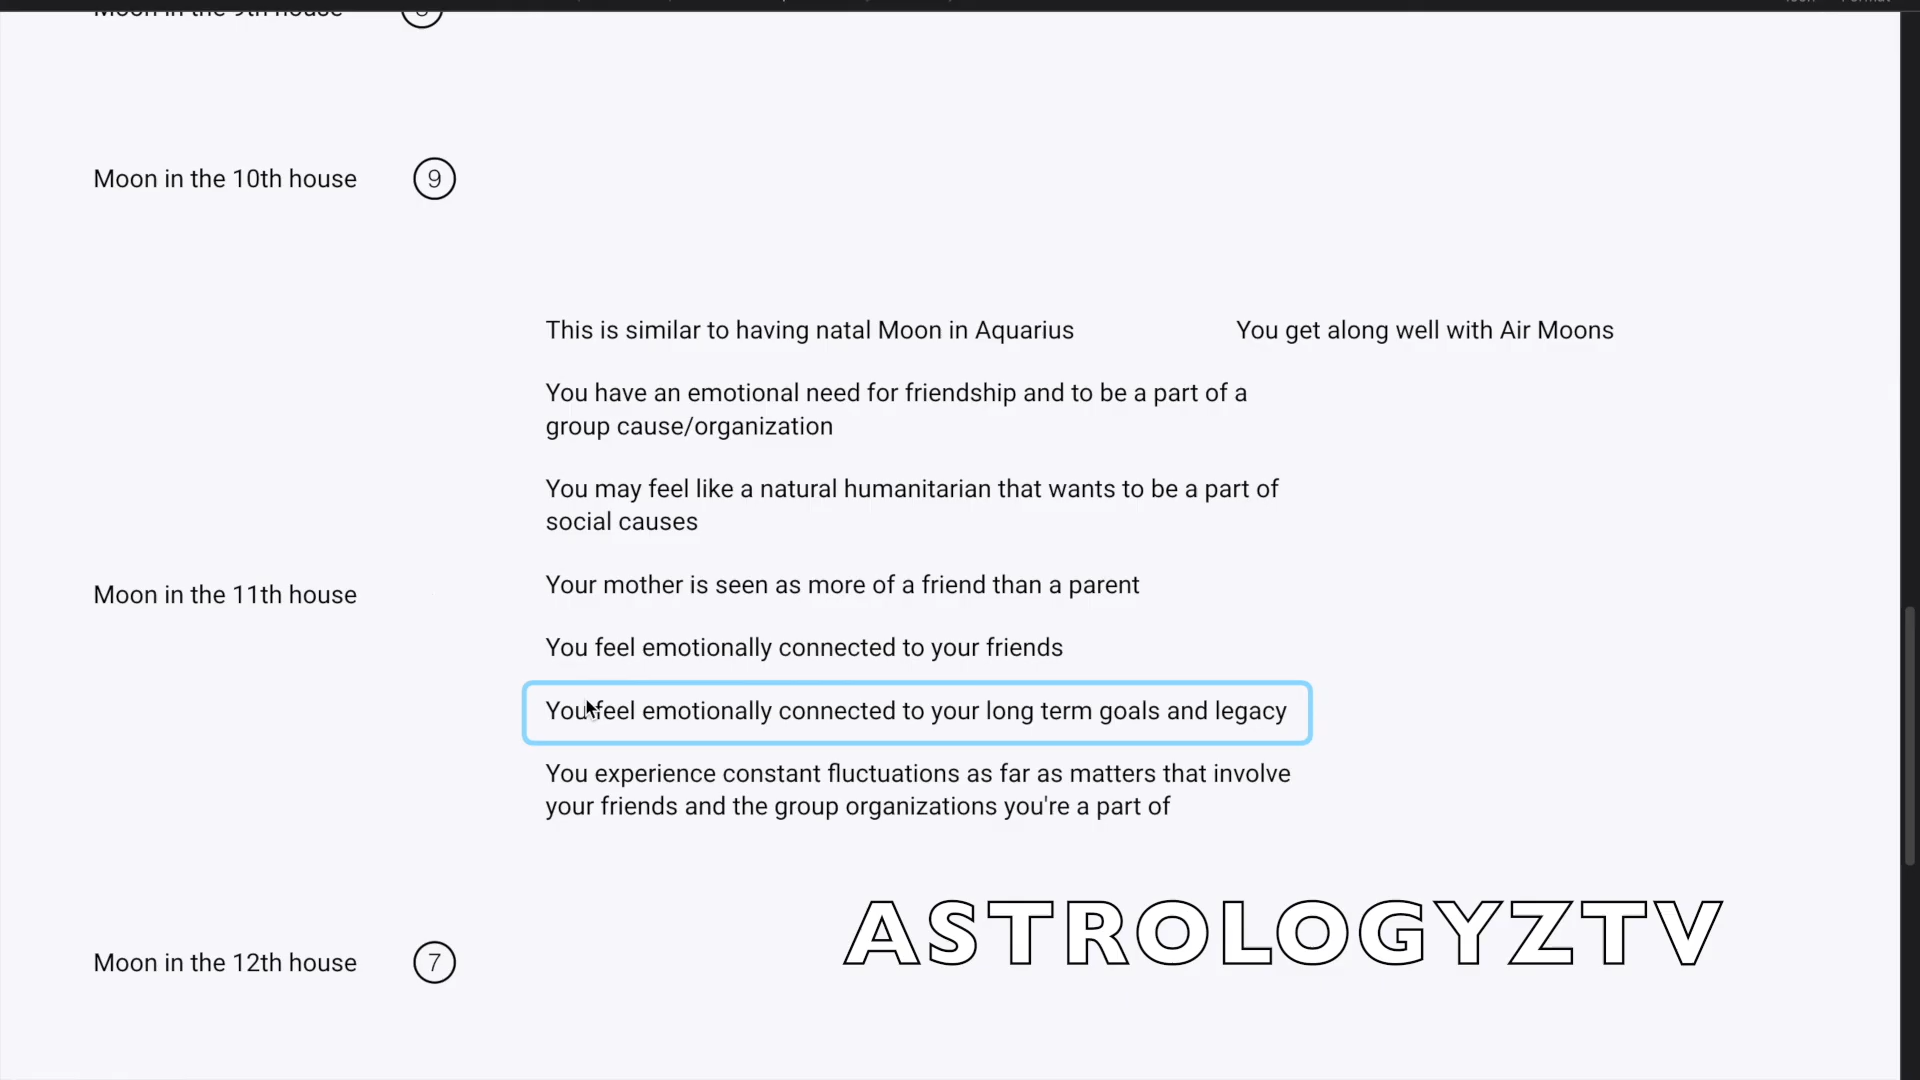 Moon in the 9th house
Moon in the 10th house 9
This is similar to having natal Moon in Aquarius You get along well with Air Moons
You have an emotional need for friendship and to be a part of a
group cause/organization
You may feel like a natural humanitarian that wants to be a part of
social causes
Your mother is seen as more of a friend than a parent
Moon in the 11th house
You feel emotionally connected to your friends
You feel emotionally connected to your long term goals and legacy
You experience constant fluctuations as far as matters that involve
your friends and the group organizations you're a part of
ASTROLOGYZTV
Moon in the 12th house 7